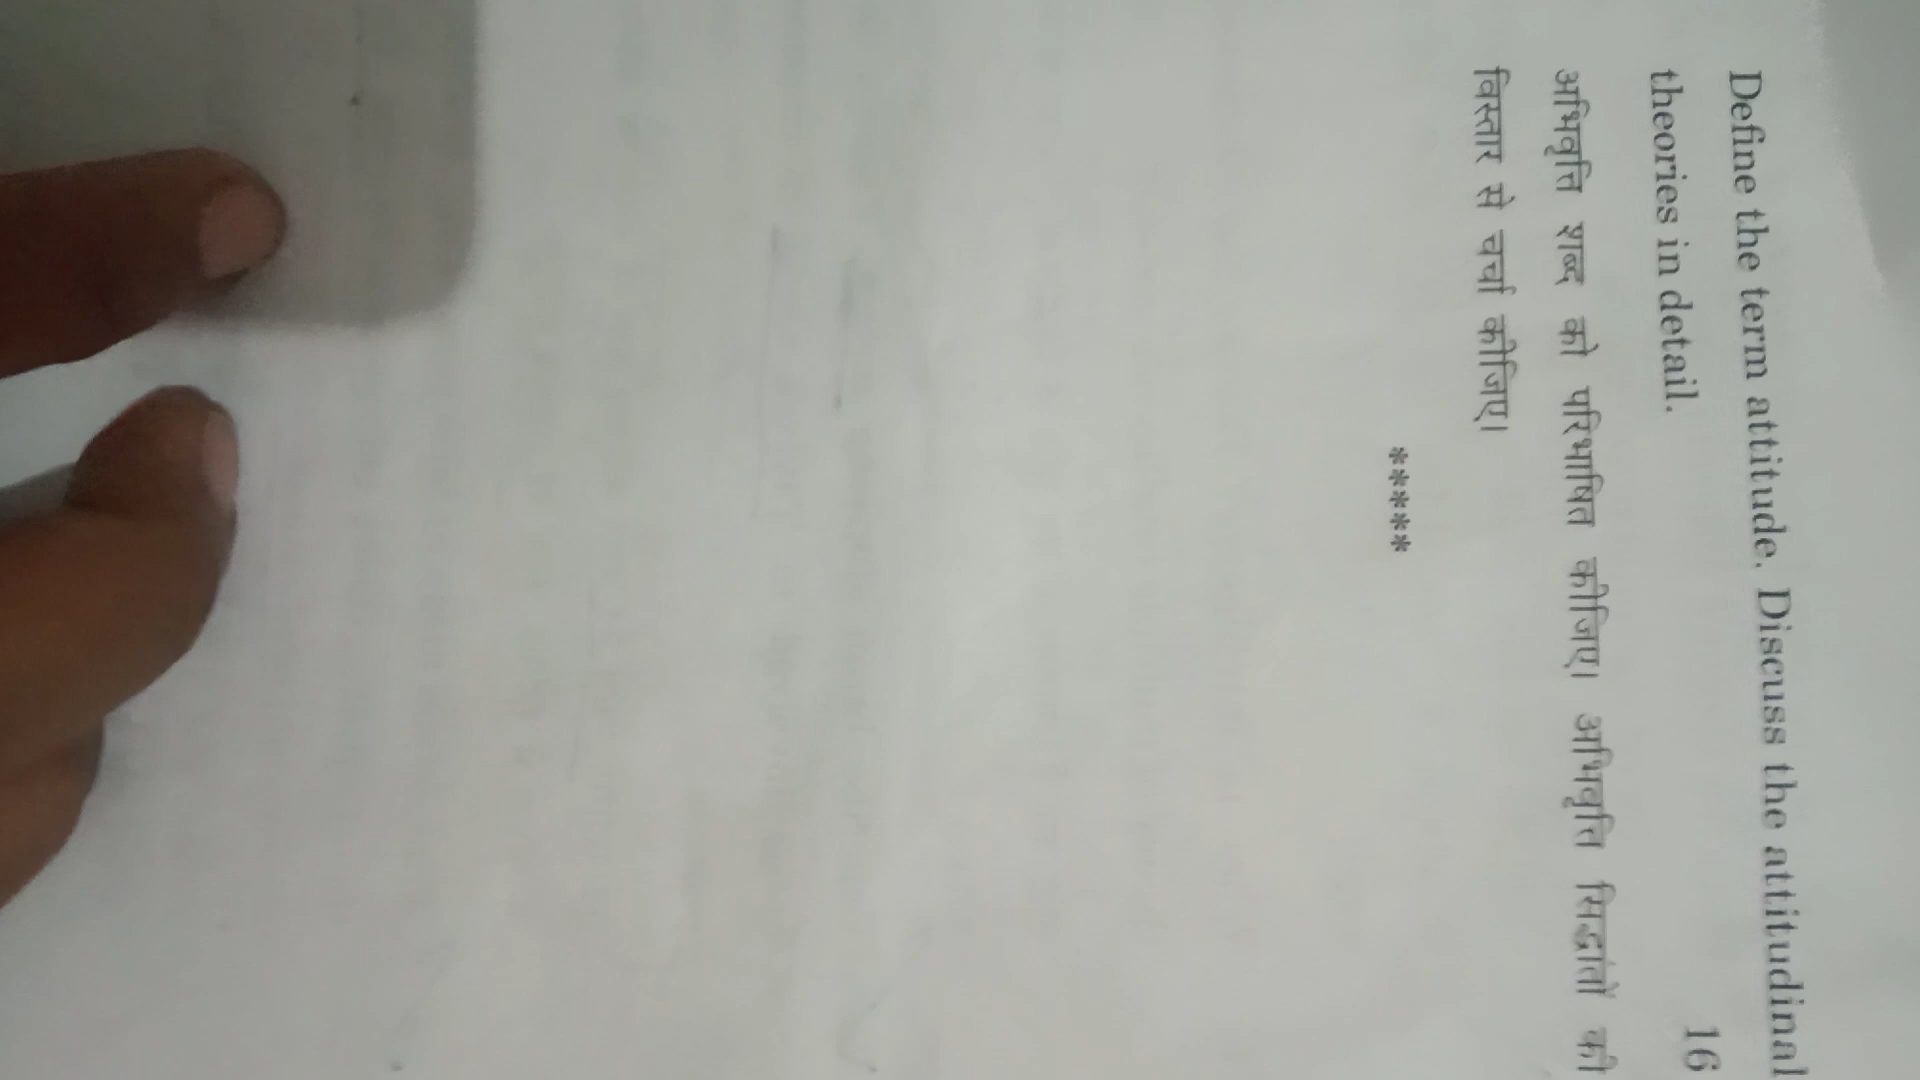 Define the term attitude. Discuss the attitudinal
theories in detail. 16
अभिवृत्ति शब्द को परिभाषित कीजिए। अभिवृत्ति सिद्धांतों की
विस्तार से चर्चा कीजिए।
*****